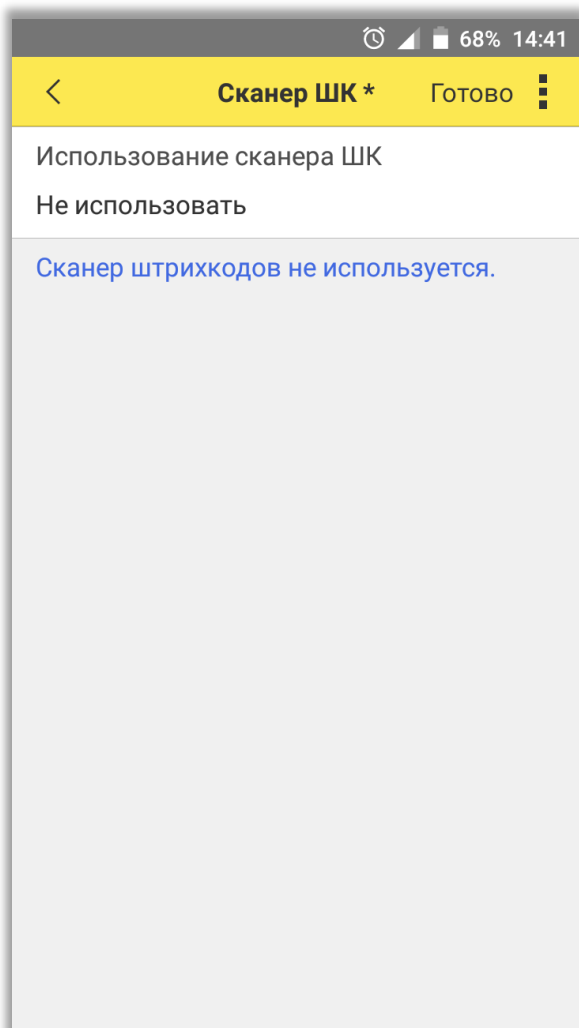 68% 14:41
Сканер ШК * Готово
Использование сканера ШК
Не использовать
Сканер штрихкодов не используется.